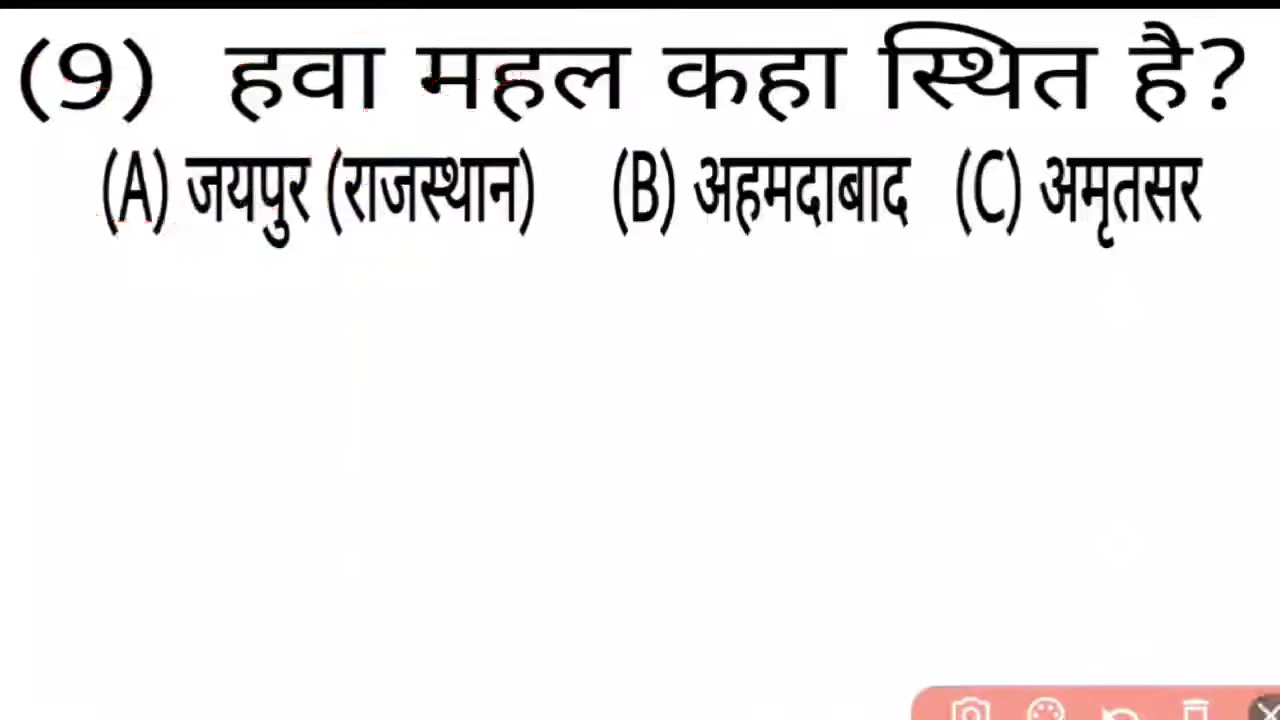 (9) हवा महल कहा स्थित है?
(A) जयपुर (राजस्थान) (B) अहमदाबाद (C) अमृतसर